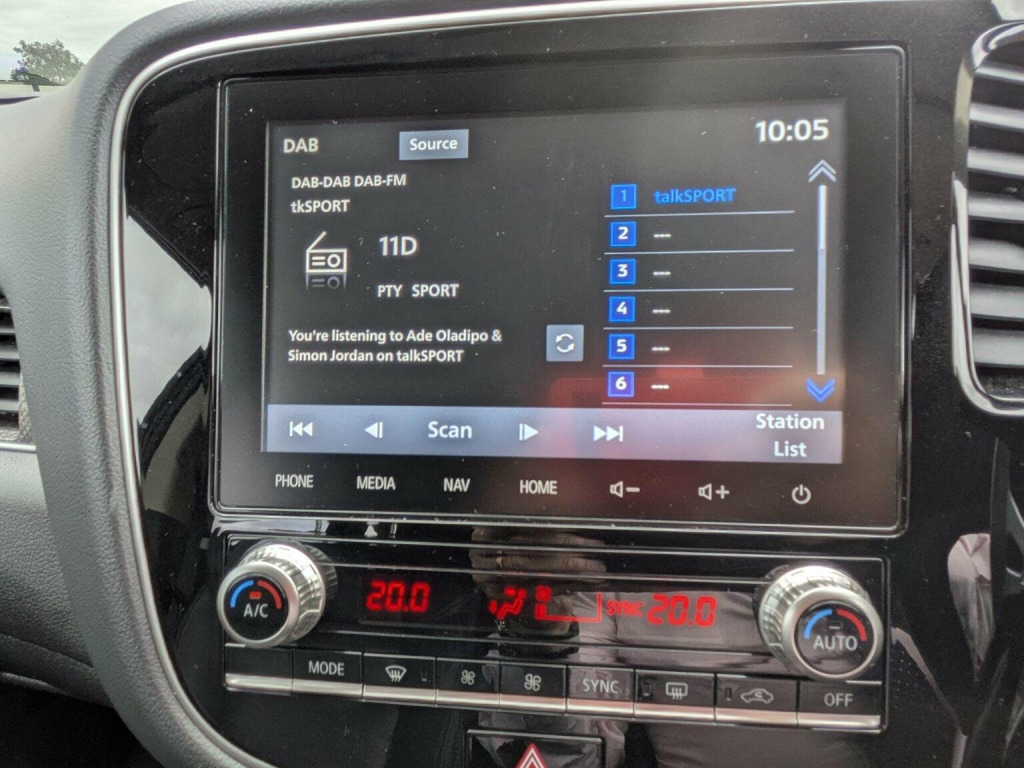 DAB Source 10:05
DAB-DAB DAB-FM
tkSPORT
11D
PTY SPORT
You're listening to Ade Oladipo &
Simon Jordan on talkSPORT
1 talkSPORT
2 ---
3 ---
4 ---
5 ---
6 ---
Scan
Station
List
PHONE MEDIA NAV HOME
A/C 20.0 SYNC 20.0 AUTO
MODE SYNC OFF